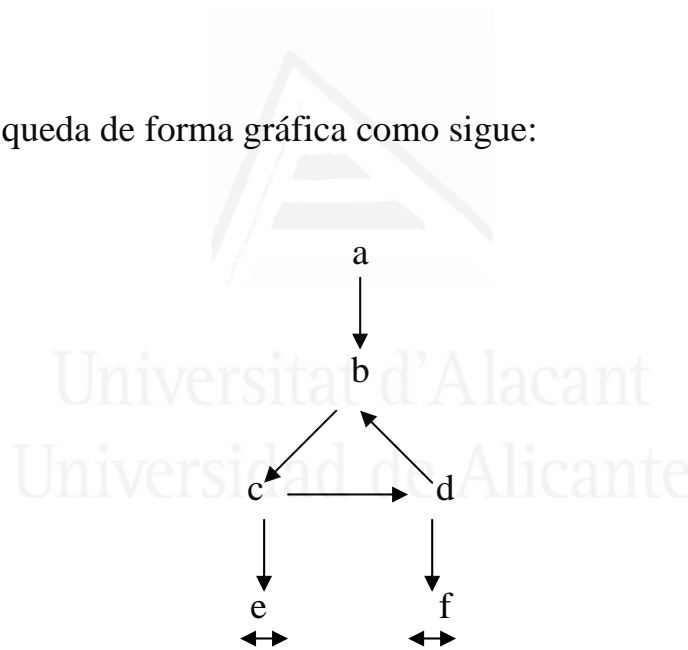 queda de forma gráfica como sigue:
a
b
Universitat d'Alacant
Universidad de Alicante
c d
e f